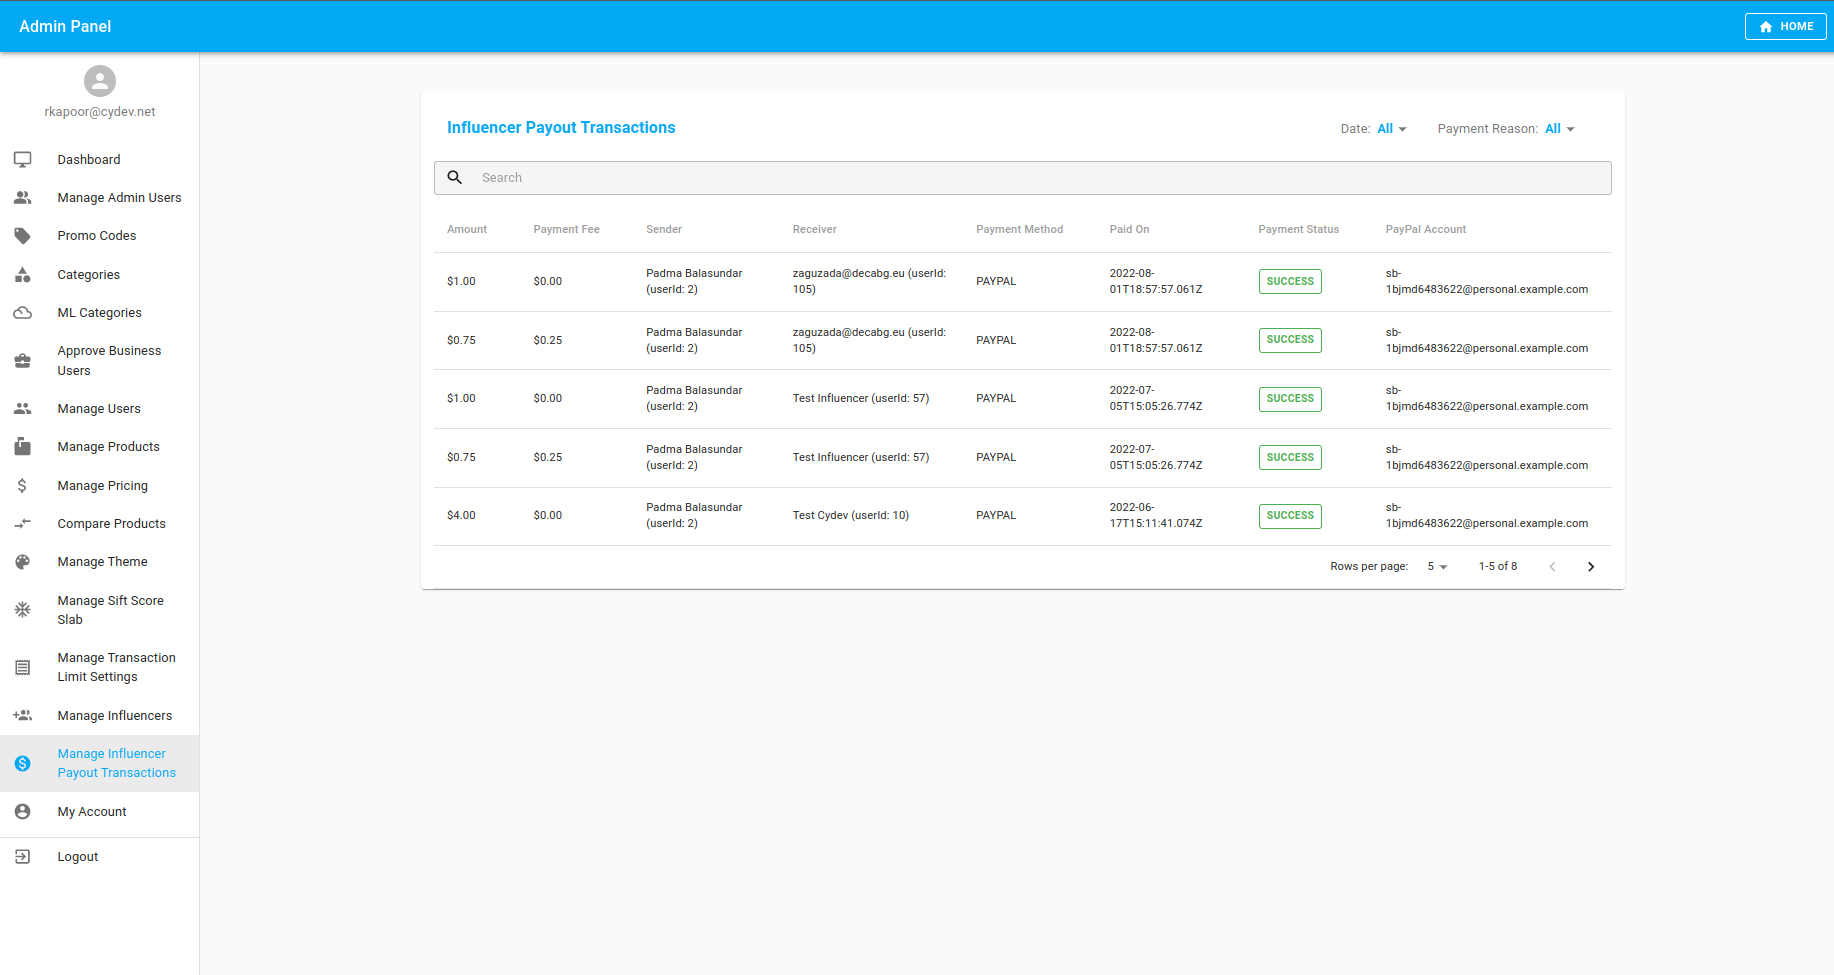 Admin Panel
HOME
rkapoor@cydev.net
Dashboard
Manage Admin Users
Promo Codes
Categories
ML Categories
Approve Business
Users
Manage Users
Manage Products
Manage Pricing
Compare Products
Manage Theme
Manage Sift Score
Slab
Manage Transaction
Limit Settings
Manage Influencers
Manage Influencer
Payout Transactions
My Account
Logout
Influencer Payout Transactions
Date: All
Payment Reason: All
Search
Amount Payment Fee Sender Receiver Payment Method Paid On Payment Status PayPal Account
Padma Balasundar zaguzada@decabg.eu (userId: 2022-08- sb-
$1.00 $0.00 PAYPAL SUCCESS
(userId: 2) 105) 01T18:57:57.061Z 1bjmd6483622@personal.example.com
Padma Balasundar zaguzada@decabg.eu (userId: 2022-08- sb-
$0.75 $0.25 PAYPAL SUCCESS
(userId: 2) 105) 01T18:57:57.061Z 1bjmd6483622@personal.example.com
Padma Balasundar 2022-07- sb-
$1.00 $0.00 Test Influencer (userId: 57) PAYPAL SUCCESS
(userId: 2) 05T15:05:26.774Z 1bjmd6483622@personal.example.com
Padma Balasundar 2022-07- sb-
$0.75 $0.25 Test Influencer (userId: 57) PAYPAL SUCCESS
(userId: 2) 05T15:05:26.774Z 1bjmd6483622@personal.example.com
Padma Balasundar 2022-06- sb-
$4.00 $0.00 Test Cydev (userId: 10) PAYPAL SUCCESS
(userId: 2) 17T15:11:41.074Z 1bjmd6483622@personal.example.com
Rows per page: 5 1-5 of 8